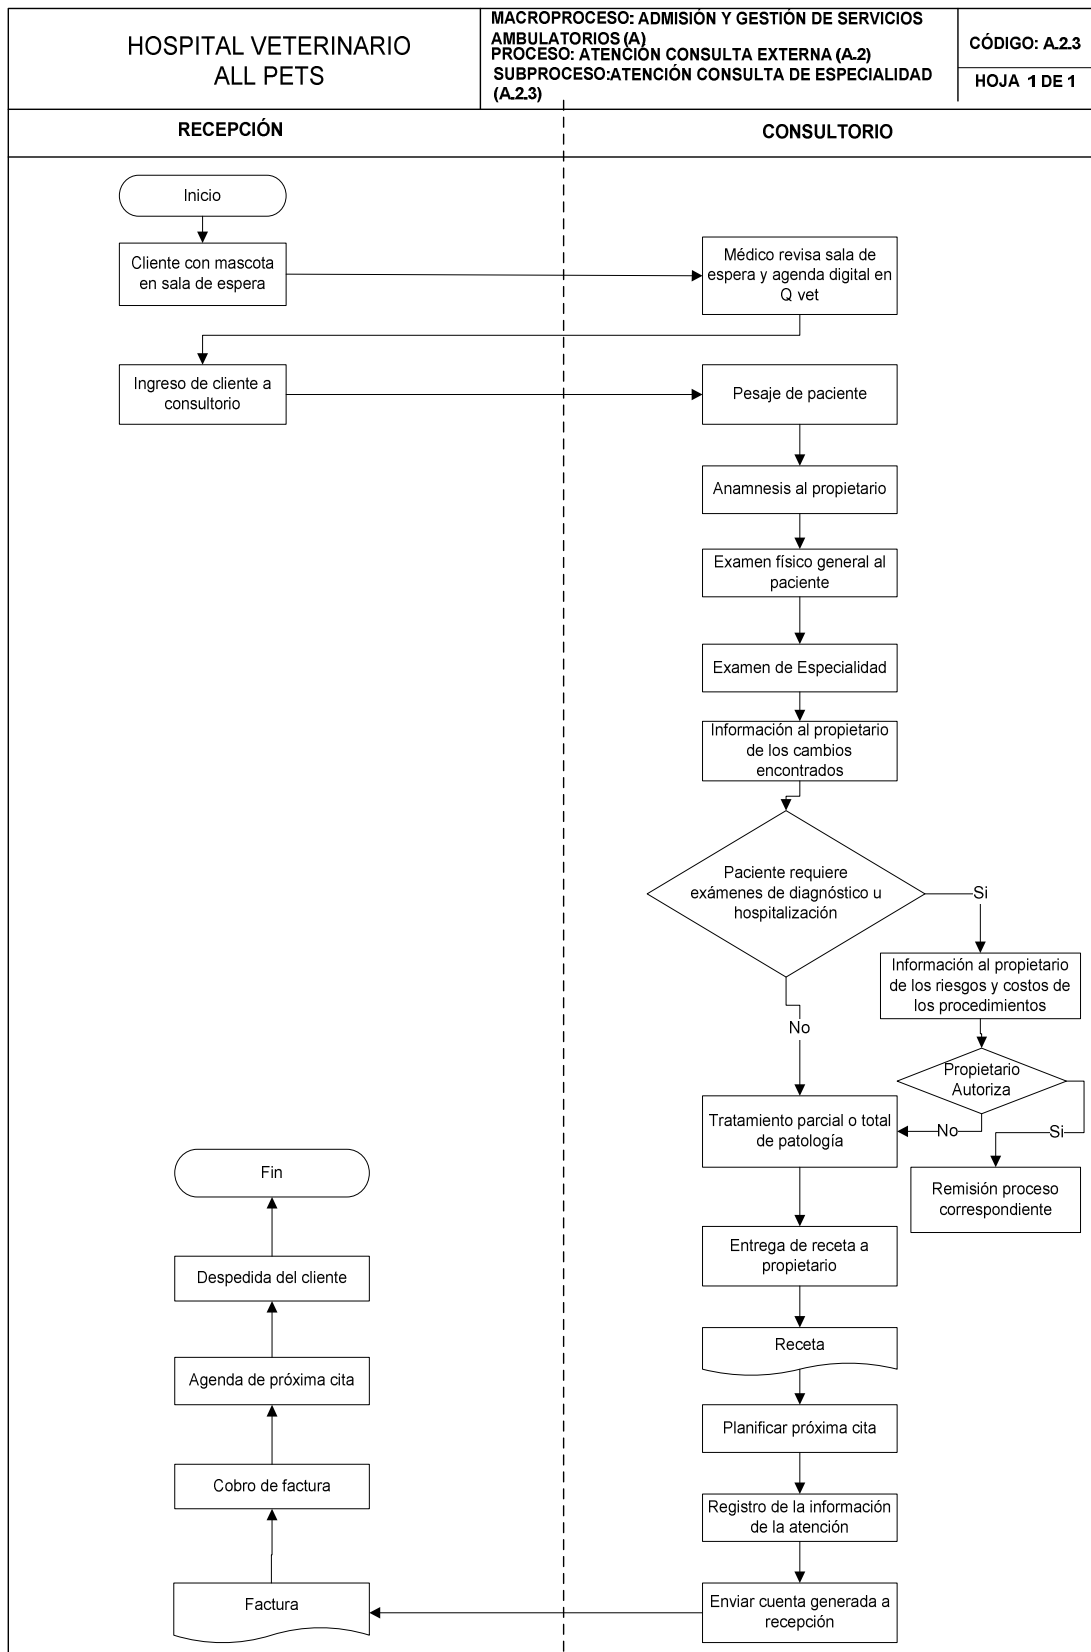 HOSPITAL VETERINARIO
ALL PETS
MACROPROCESO: ADMISIÓN Y GESTIÓN DE SERVICIOS
AMBULATORIOS (A)
PROCESO: ATENCIÓN CONSULTA EXTERNA (A.2)
SUBPROCESO:ATENCIÓN CONSULTA DE ESPECIALIDAD
(A.2.3)
CÓDIGO: A.2.3
HOJA 1 DE 1
RECEPCIÓN
CONSULTORIO
Inicio
Cliente con mascota
en sala de espera
Médico revisa sala de
espera y agenda digital en
Q vet
Ingreso de cliente a
consultorio
Pesaje de paciente
Anamnesis al propietario
Examen físico general al
paciente
Examen de Especialidad
Información al propietario
de los cambios
encontrados
Paciente requiere
exámenes de diagnóstico u
hospitalización
Si
Información al propietario
de los riesgos y costos de
los procedimientos
No
Propietario
Autoriza
No
Si
Tratamiento parcial o total
de patología
Remisión proceso
correspondiente
Entrega de receta a
propietario
Receta
Planificar próxima cita
Registro de la información
de la atención
Enviar cuenta generada a
recepción
Factura
Cobro de factura
Agenda de próxima cita
Despedida del cliente
Fin